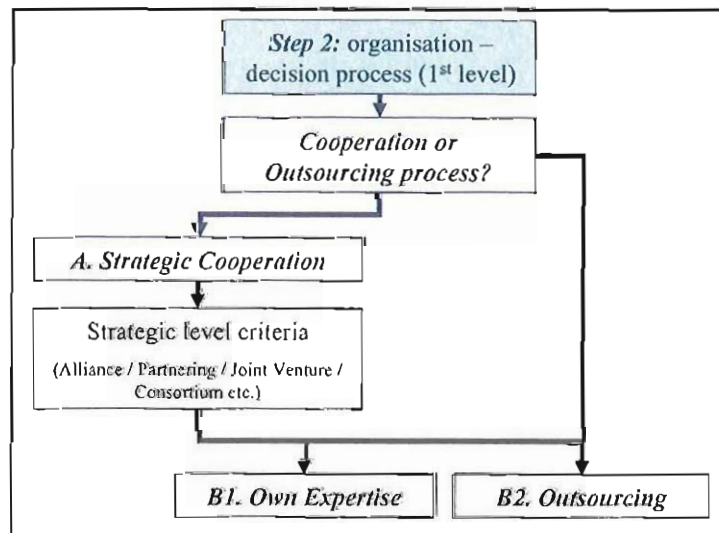 Step 2: organisation –
decision process (1st level)
Cooperation or
Outsourcing process?
A. Strategic Cooperation
Strategic level criteria
(Alliance / Partnering / Joint Venture /
Consortium etc.)
B1. Own Expertise
B2. Outsourcing